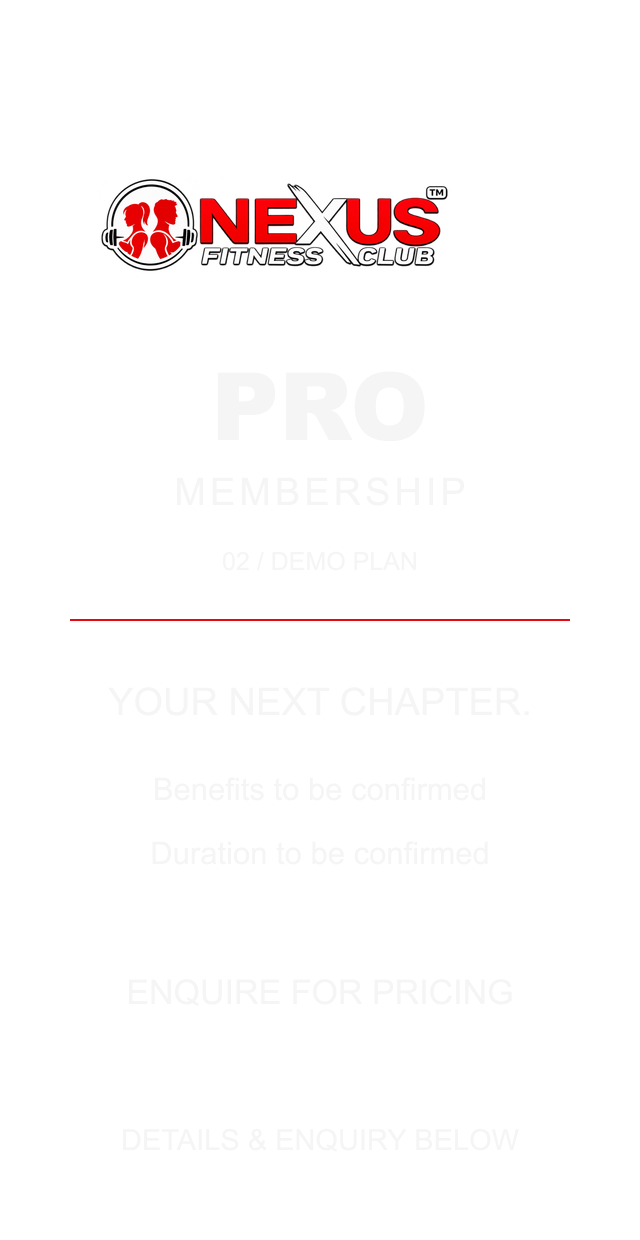 NEXUS™
FITNESS CLUB
PRO
MEMBERSHIP
02 / DEMO PLAN
YOUR NEXT CHAPTER.
Benefits to be confirmed
Duration to be confirmed
ENQUIRE FOR PRICING
DETAILS & ENQUIRY BELOW